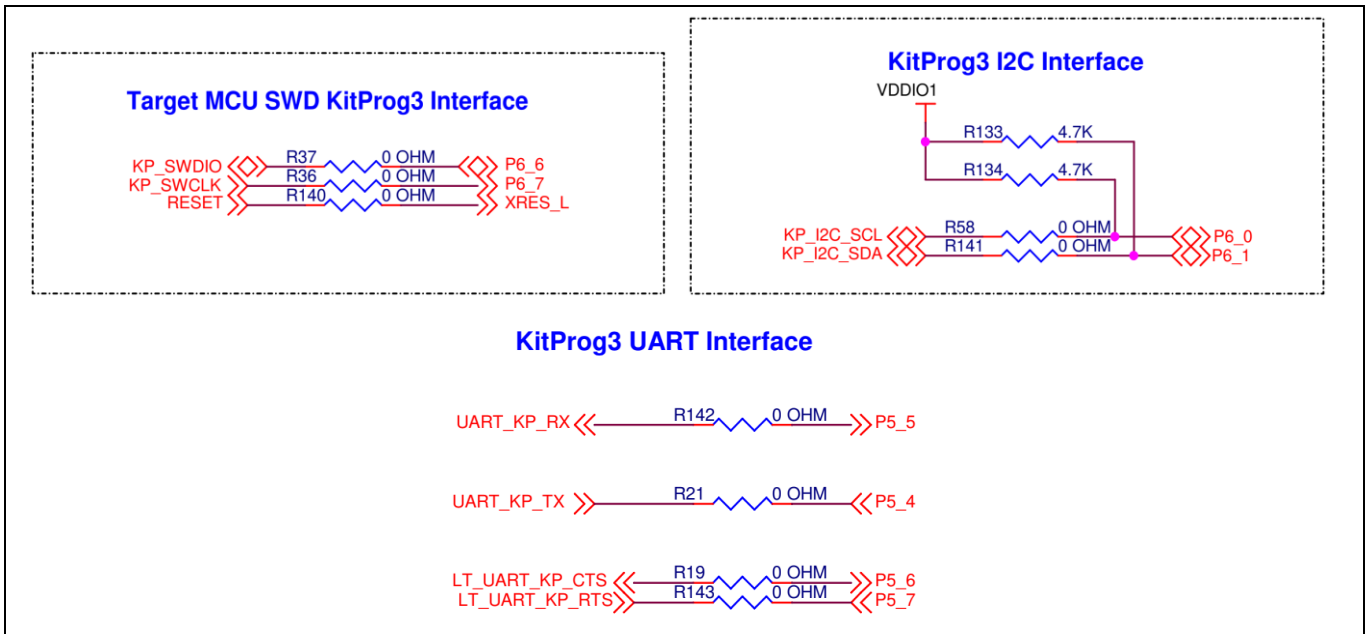 Target MCU SWD KitProg3 Interface
KP_SWDIO R37 0 OHM P6_6
KP_SWCLK R36 0 OHM P6_7
RESET R140 0 OHM XRES_L
KitProg3 I2C Interface
VDDIO1
R133 4.7K
R134 4.7K
KP_I2C_SCL R58 0 OHM P6_0
KP_I2C_SDA R141 0 OHM P6_1
KitProg3 UART Interface
UART_KP_RX R142 0 OHM P5_5
UART_KP_TX R21 0 OHM P5_4
LT_UART_KP_CTS R19 0 OHM P5_6
LT_UART_KP_RTS R143 0 OHM P5_7